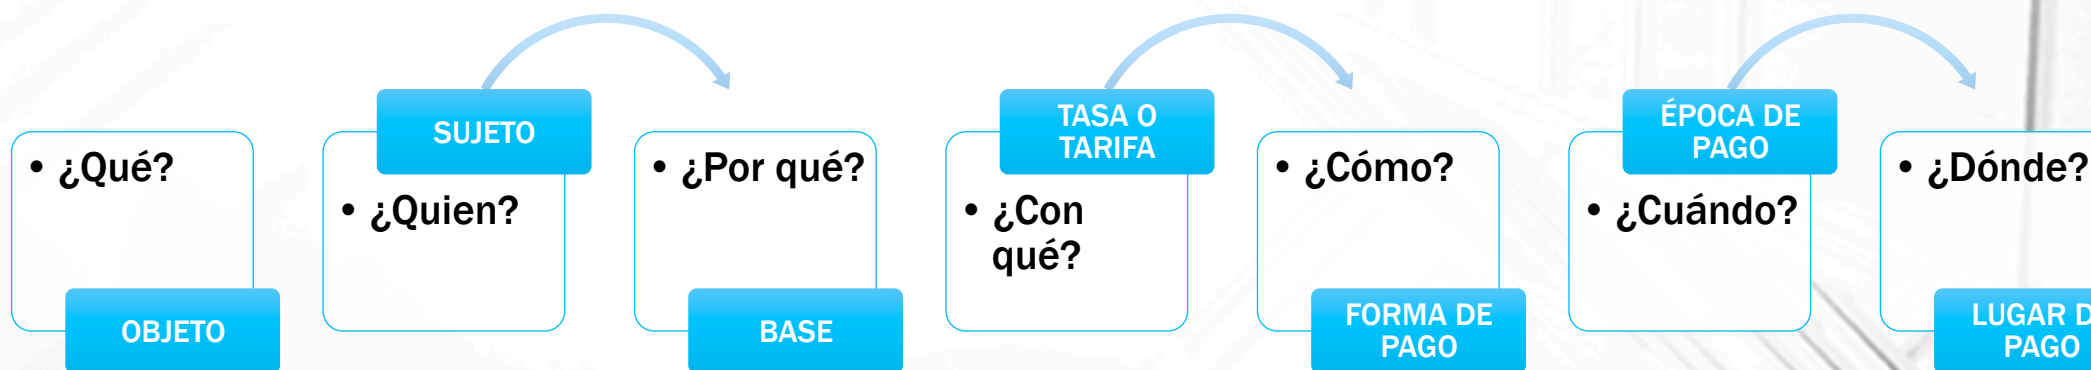 • ¿Qué?
OBJETO
SUJETO
• ¿Quien?
• ¿Por qué?
BASE
TASA O
TARIFA
• ¿Con
qué?
• ¿Cómo?
FORMA DE
PAGO
ÉPOCA DE
PAGO
• ¿Cuándo?
• ¿Dónde?
LUGAR D
PAGO